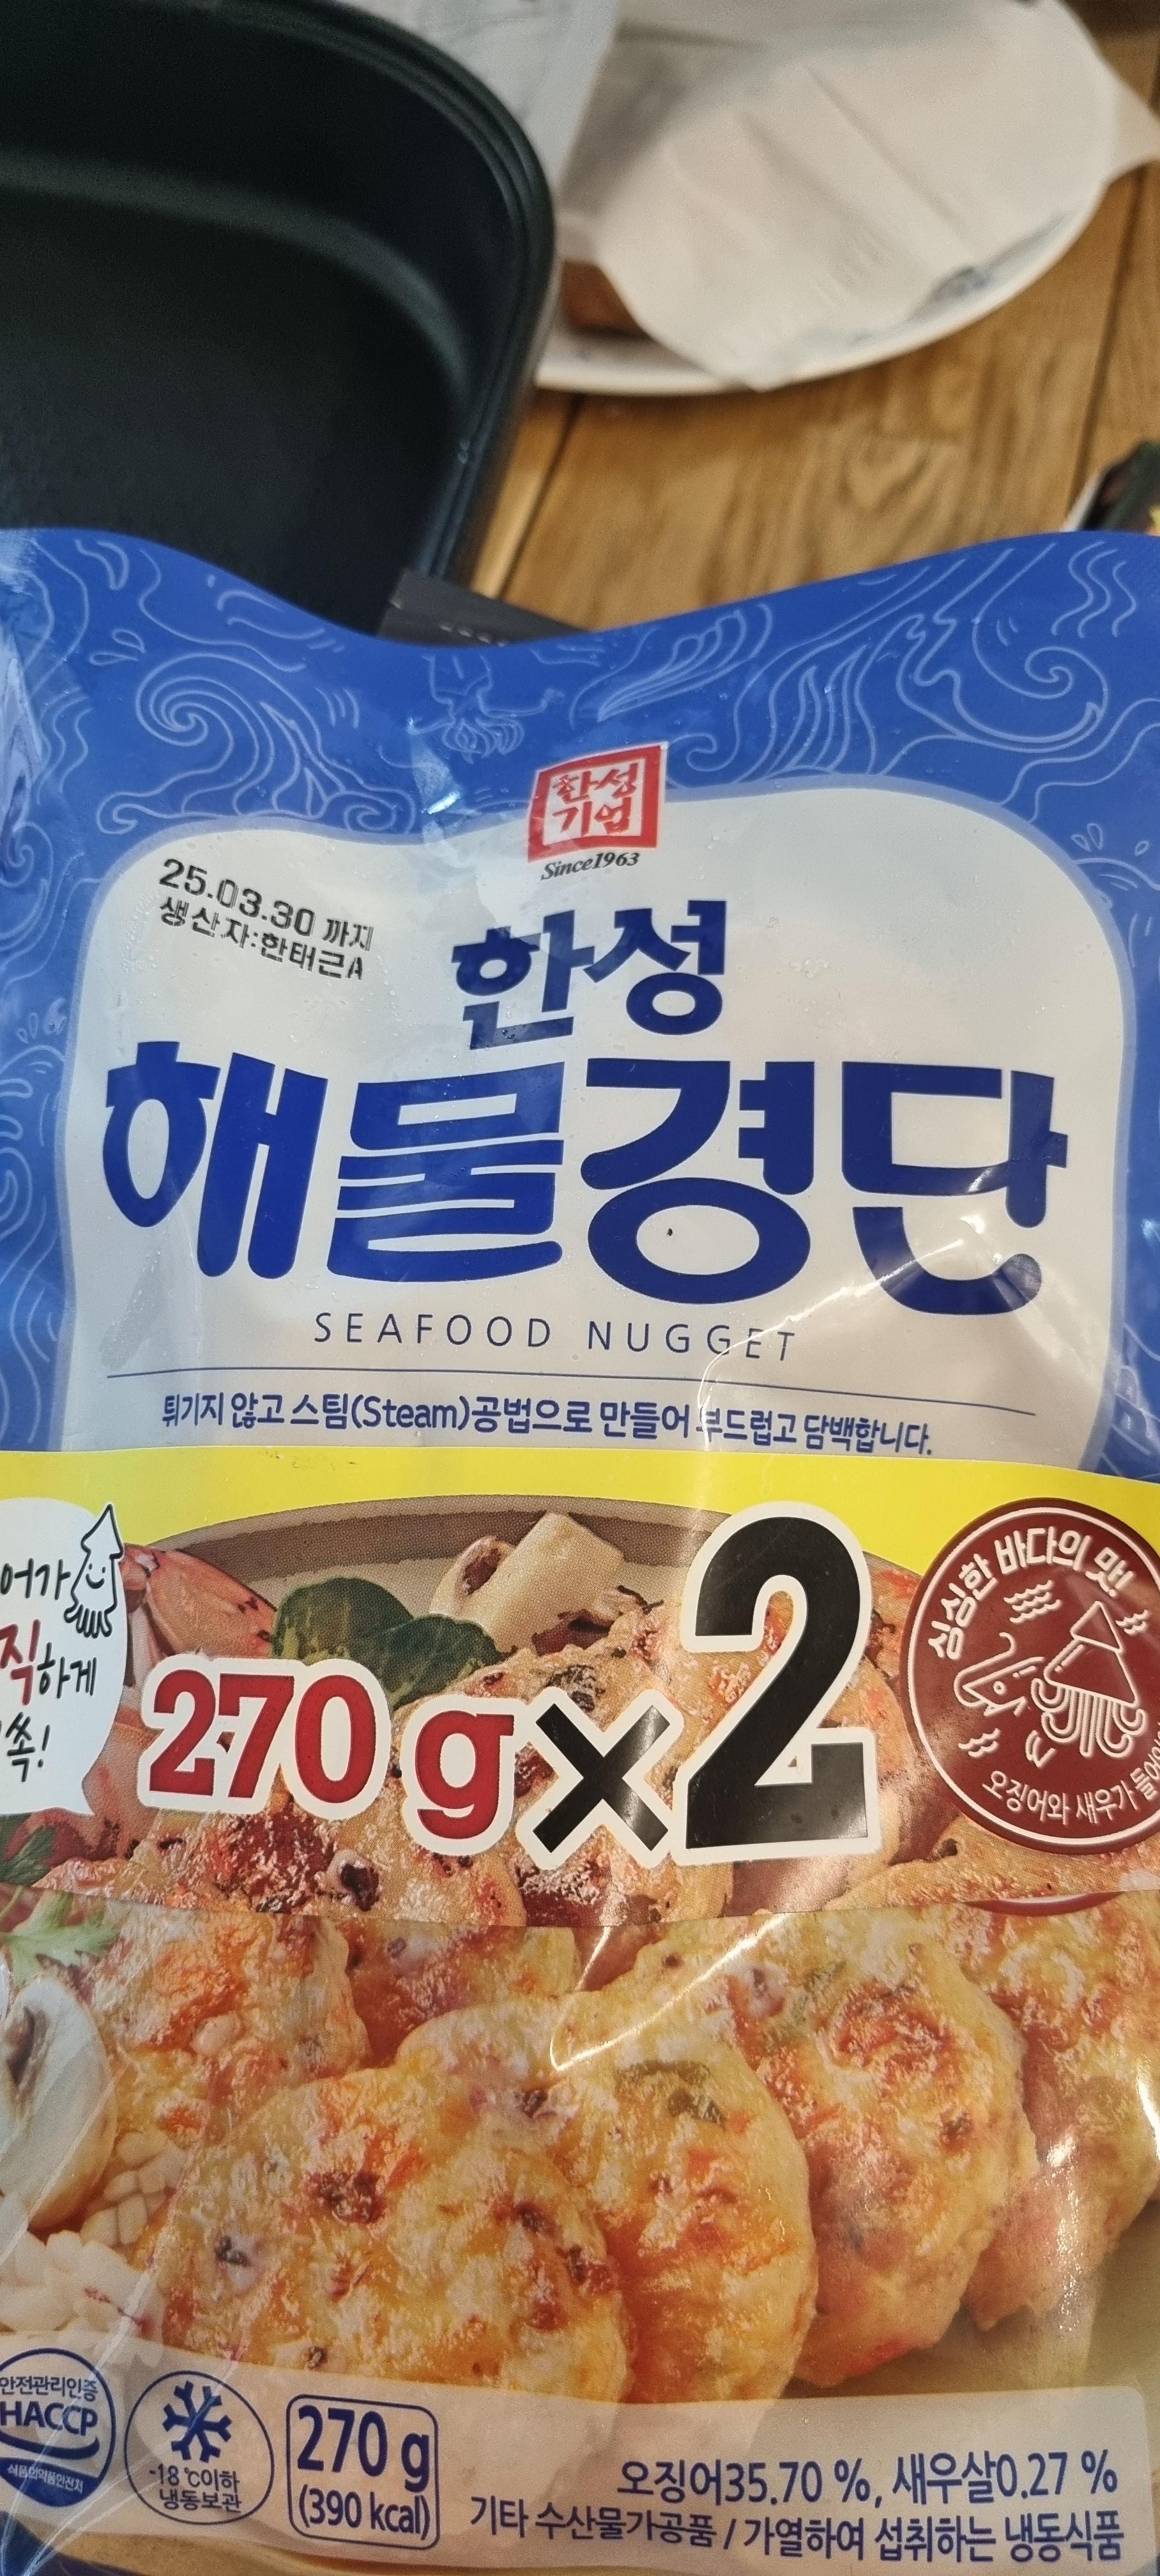 한성
기업
Since1963
25.03.30 까지
생산자:한태근A
한성
해물경단
SEAFOOD NUGGET
튀기지 않고 스팀(Steam)공법으로 만들어 부드럽고 담백합니다.
어가
직하게
쏙!
270 g×2
싱싱한 바다의 맛!
오징어와 새우가
안전관리인증
HACCP
식품의약품안전처
-18℃이하
냉동보관
270 g
(390 kcal)
오징어35.70 %, 새우살0.27 %
기타 수산물가공품 / 가열하여 섭취하는 냉동식품